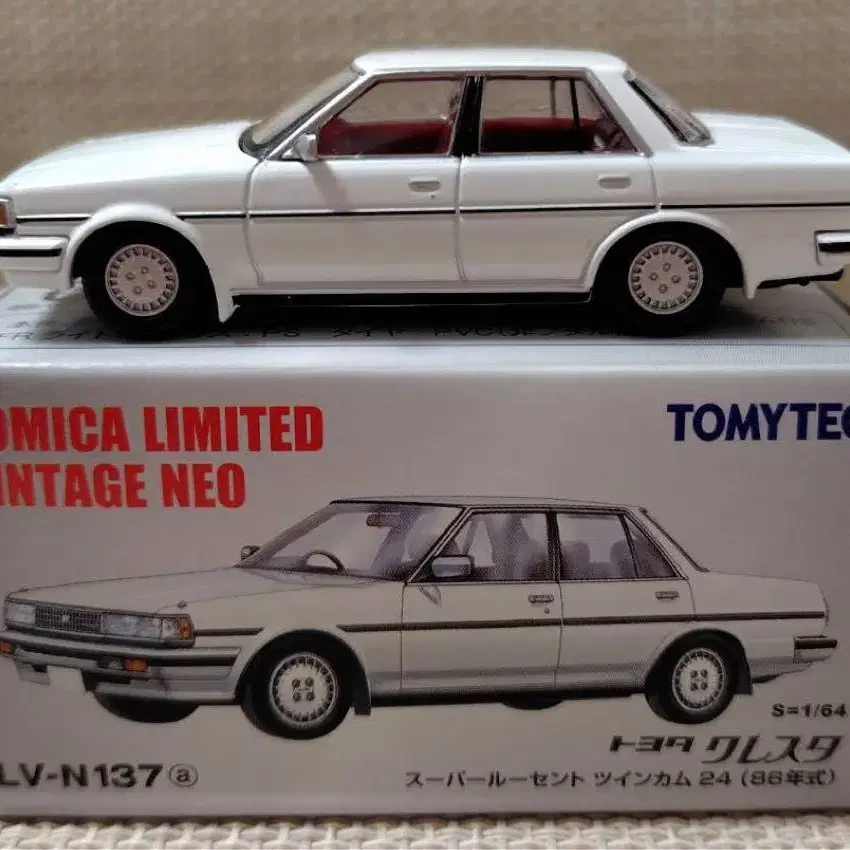 OMICA LIMITED
INTAGE NEO
TOMYTEC
S=1/64
トヨタ クレスタ
LV-N137ⓐ
スーパールーセント ツインカム 24 (86年式)